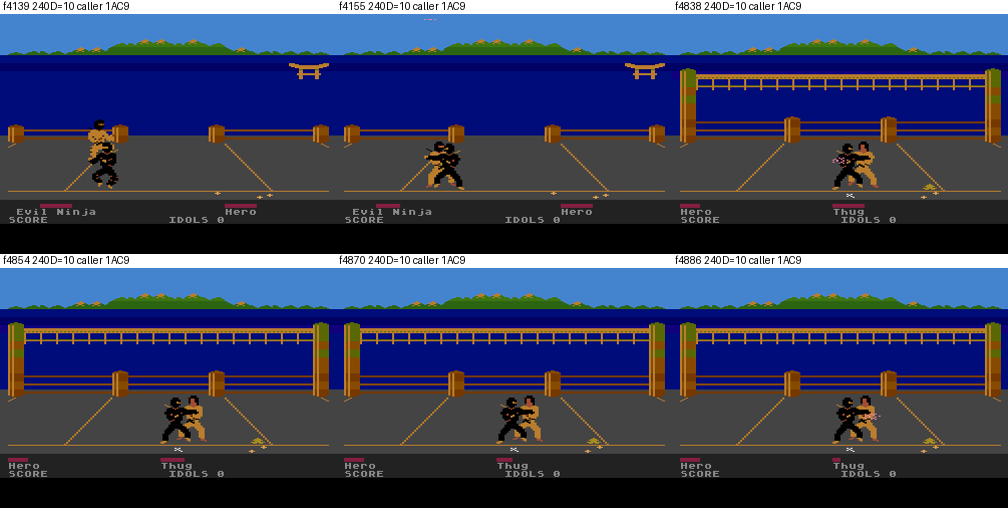 f4139 240D=10 caller 1AC9
f4155 240D=10 caller 1AC9
f4838 240D=10 caller 1AC9
Evil Ninja Hero
SCORE IDOLS 0
Evil Ninja Hero
SCORE IDOLS 0
Hero Thug
SCORE IDOLS 0
f4854 240D=10 caller 1AC9
f4870 240D=10 caller 1AC9
f4886 240D=10 caller 1AC9
Hero Thug
SCORE IDOLS 0
Hero Thug
SCORE IDOLS 0
Hero Thug
SCORE IDOLS 0